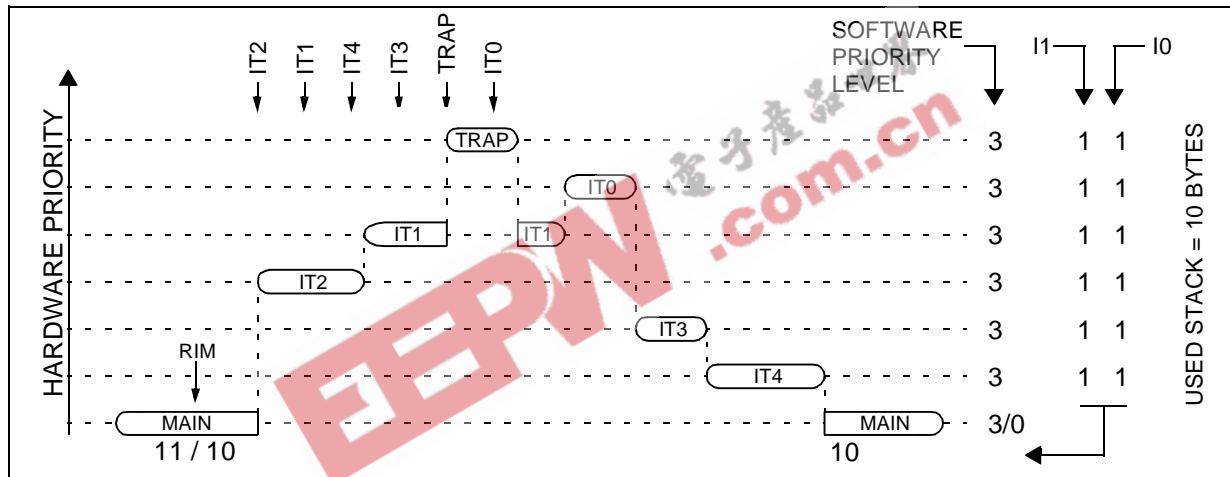 IT2
IT1
IT4
IT3
TRAP
IT0
SOFTWARE
PRIORITY
LEVEL
I1
I0
HARDWARE PRIORITY
TRAP
3
1 1
IT0
3
1 1
IT1
IT1
3
1 1
IT2
3
1 1
RIM
IT3
3
1 1
IT4
3
1 1
MAIN
MAIN
3/0
11 / 10
10
USED STACK = 10 BYTES
EEPW
.com.cn
電子產品世界